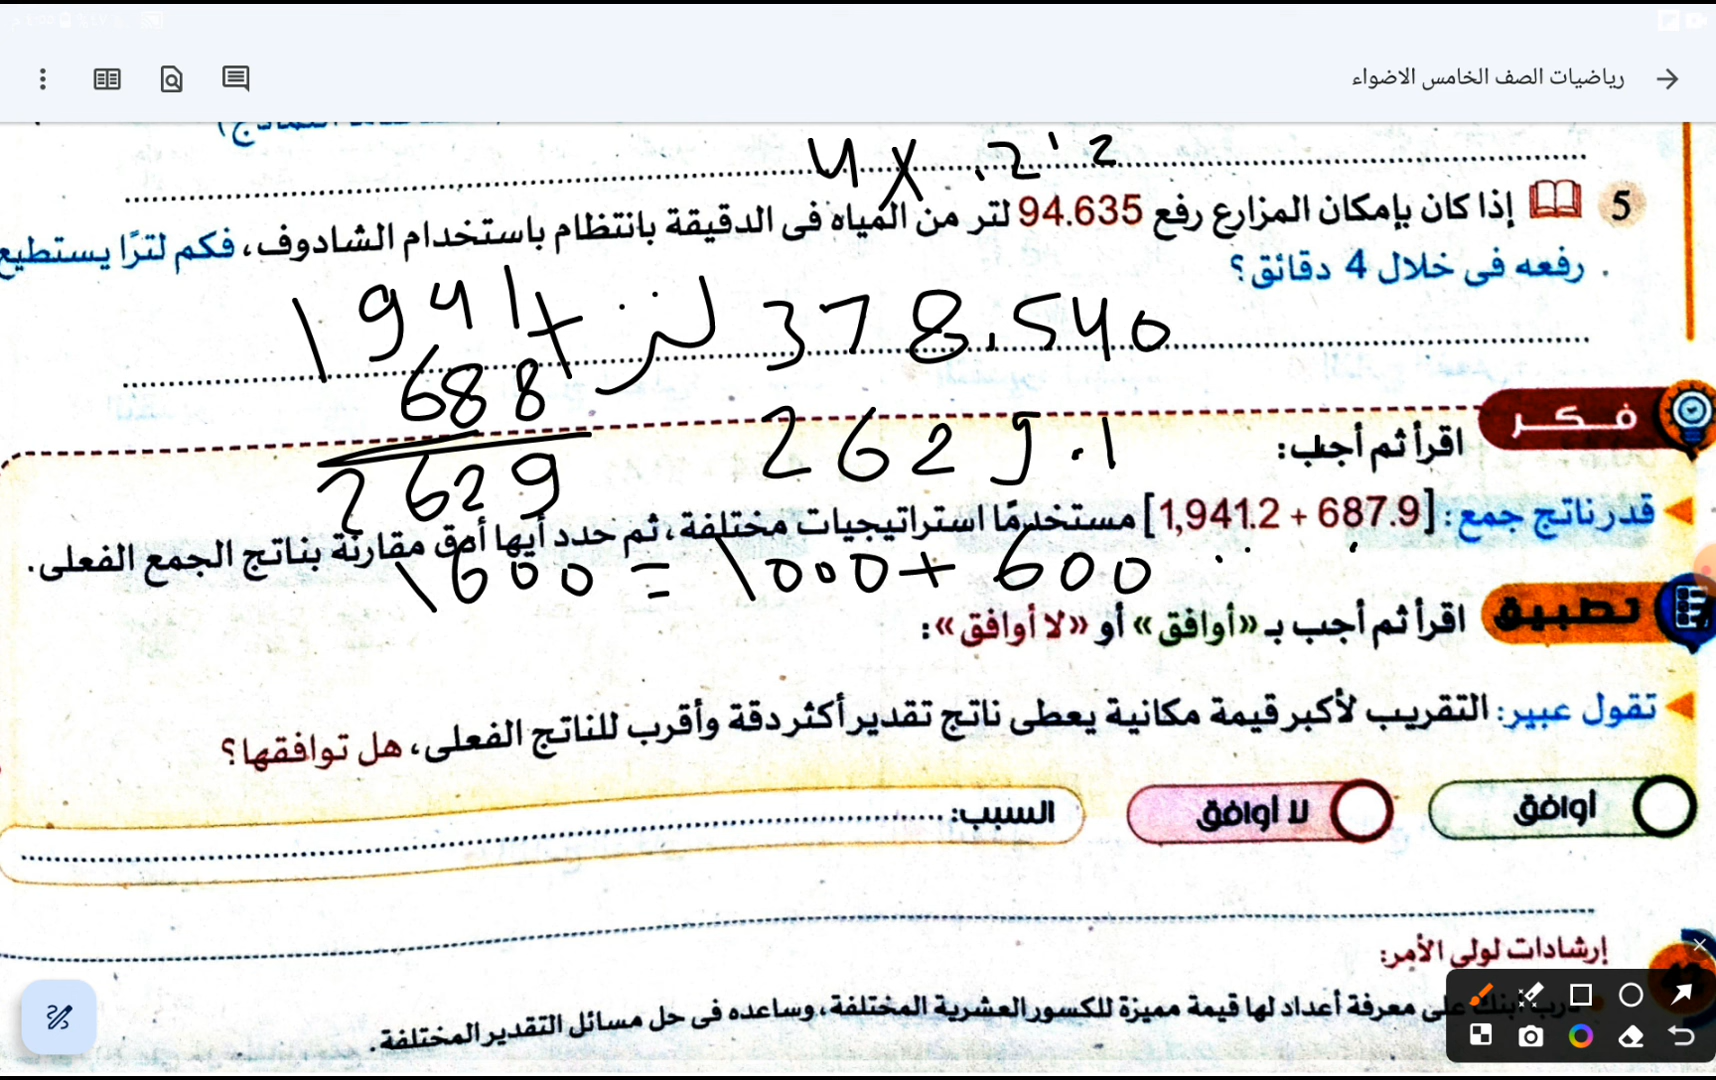 رياضيات الصف الخامس الاضواء
4 × .2'2
5 إذا كان بإمكان المزارع رفع 94.635 لتر من المياه فى الدقيقة بانتظام باستخدام الشادوف، فكم لترًا يستطيع
رفعه فى خلال 4 دقائق؟
378.540 لتر
1941 +
688
2629
2629.1
فـكـر
اقرأ ثم أجب:
قدر ناتج جمع: [1,941.2 + 687.9] مستخدمًا استراتيجيات مختلفة، ثم حدد أيها أدق مقارنة بناتج الجمع الفعلى.
1600 = 1000 + 600
تطبيق
اقرأ ثم أجب بـ «أوافق» أو «لا أوافق»:
تقول عبير: التقريب لأكبر قيمة مكانية يعطى ناتج تقدير أكثر دقة وأقرب للناتج الفعلى، هل توافقها؟
أوافق
لا أوافق
السبب:
إرشادات لولى الأمر:
على معرفة أعداد لها قيمة مميزة للكسور العشرية المختلفة، وساعده فى حل مسائل التقدير المختلفة.